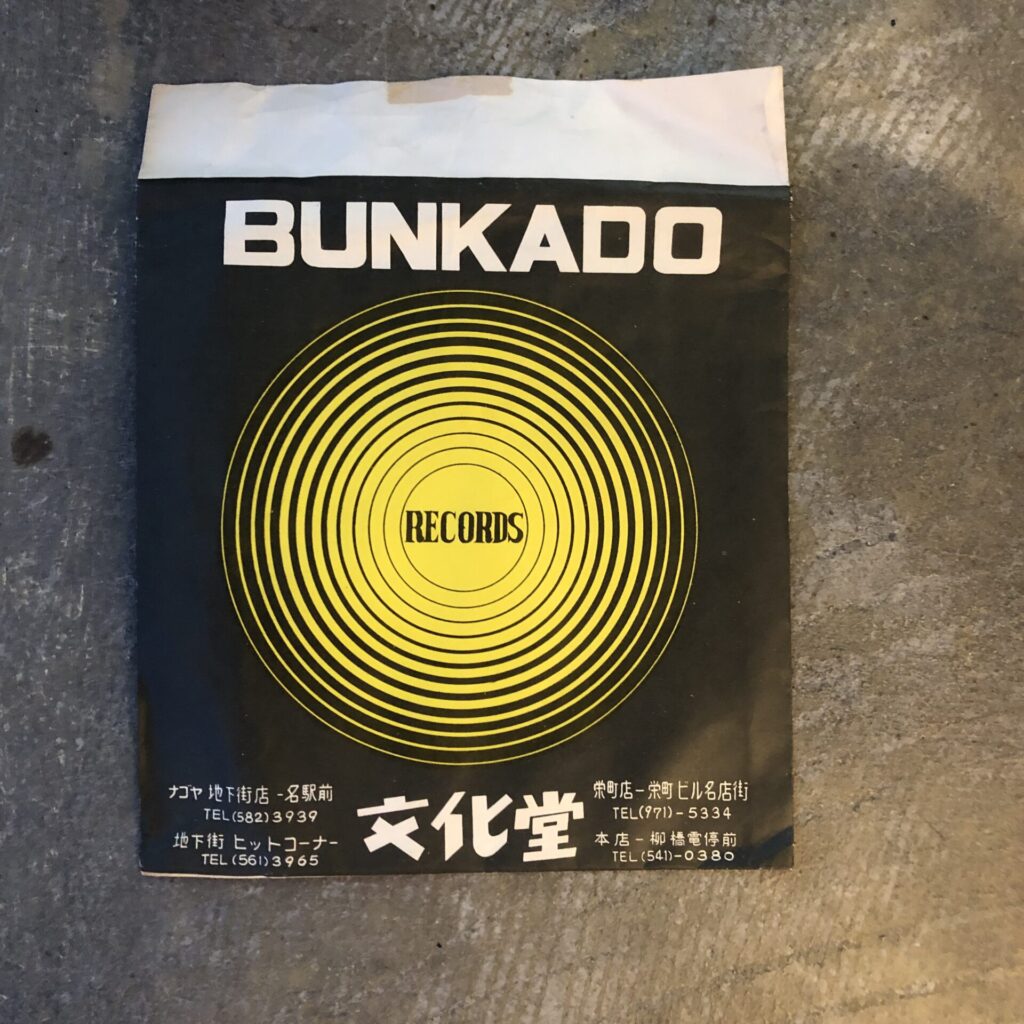 BUNKADO
RECORDS
ナゴヤ 地下街店 -名駅前
TEL(582)3939
地下街 ヒットコーナー
TEL(561)3965
文化堂
栄町店-栄町ビル名店街
TEL(971)-5334
本店-柳橋電停前
TEL(541)-0380